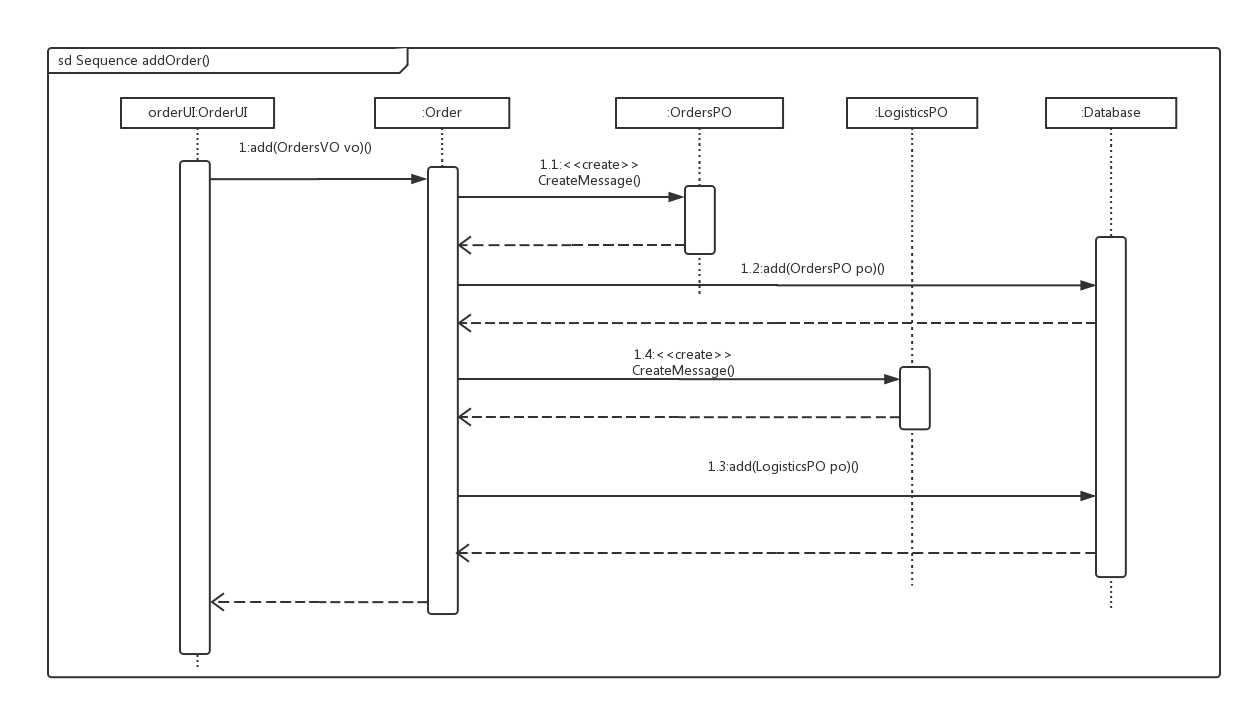 sd Sequence addOrder()
orderUI:OrderUI
:Order
:OrdersPO
:LogisticsPO
:Database
1:add(OrdersVO vo)()
1.1:<<create>>
CreateMessage()
1.2:add(OrdersPO po)()
1.4:<<create>>
CreateMessage()
1.3:add(LogisticsPO po)()